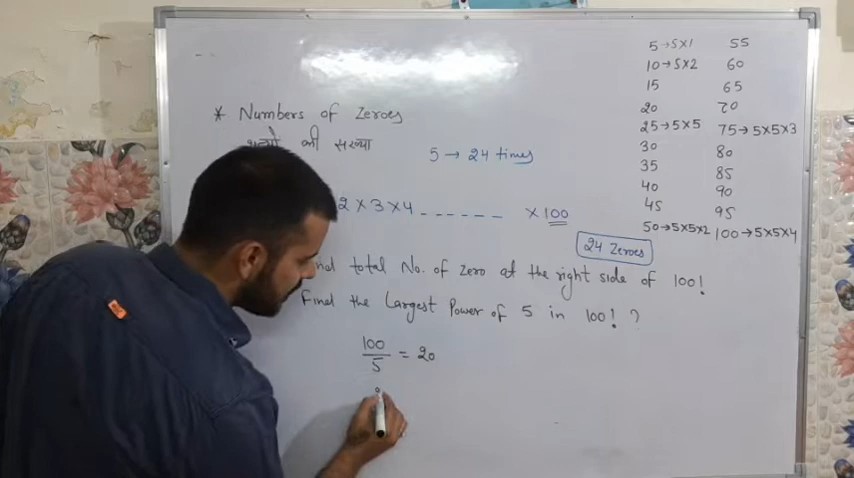 * Numbers of Zeroes
की संख्या
5 → 24 times
2 × 3 × 4 _ _ _ _ _ _ × 100
24 Zeroes
total No. of zero at the right side of 100!
Find the Largest Power of 5 in 100! ?
100/5 = 20
5 → 5×1
10 → 5×2
15
20
25 → 5×5
30
35
40
45
50 → 5×5×2
55
60
65
70
75 → 5×5×3
80
85
90
95
100 → 5×5×4